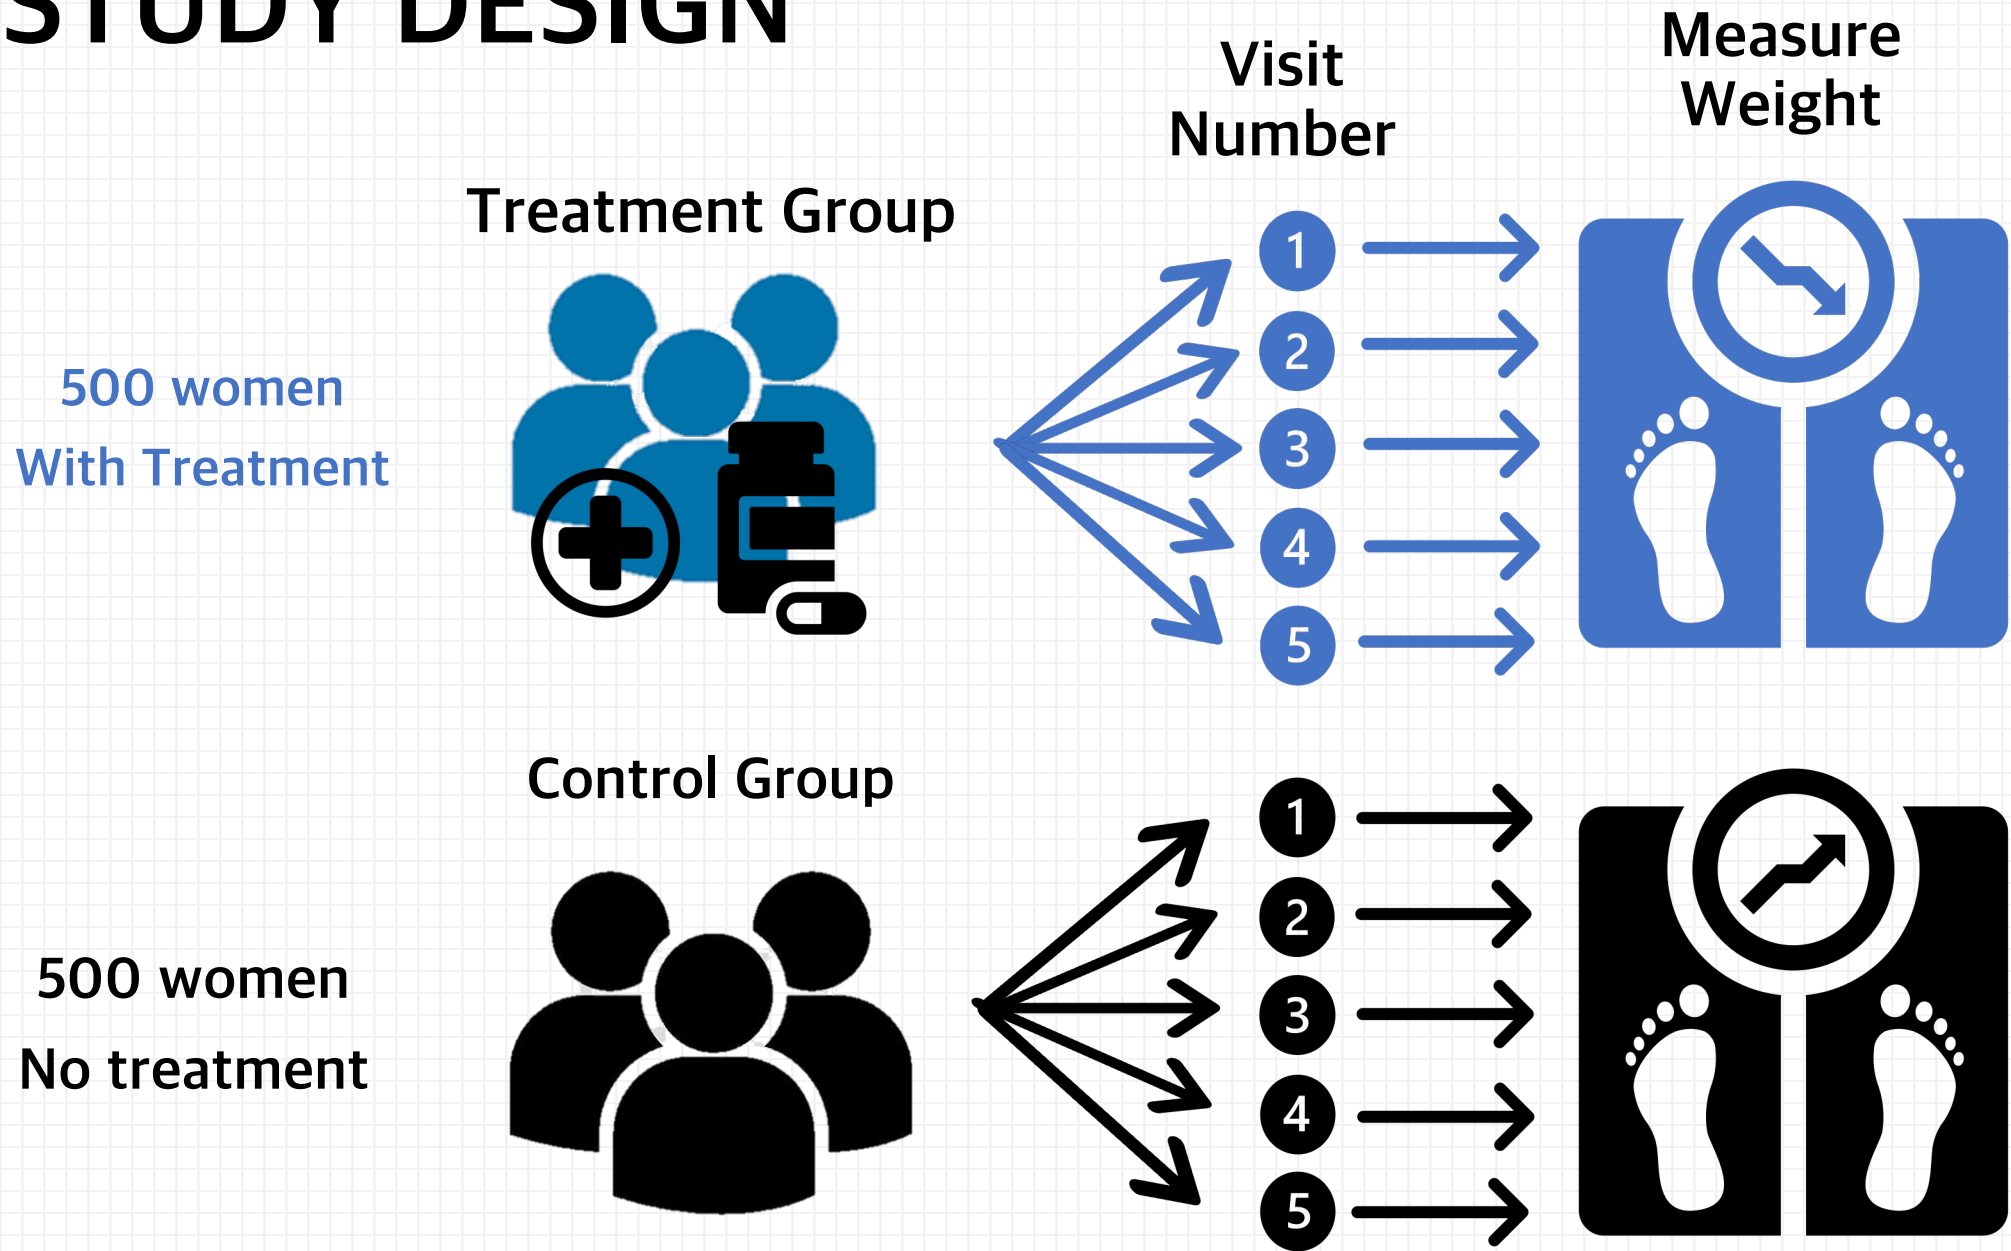 STUDY DESIGN
Visit
Number
Measure
Weight
Treatment Group
500 women
With Treatment
1
2
3
4
5
Control Group
500 women
No treatment
1
2
3
4
5